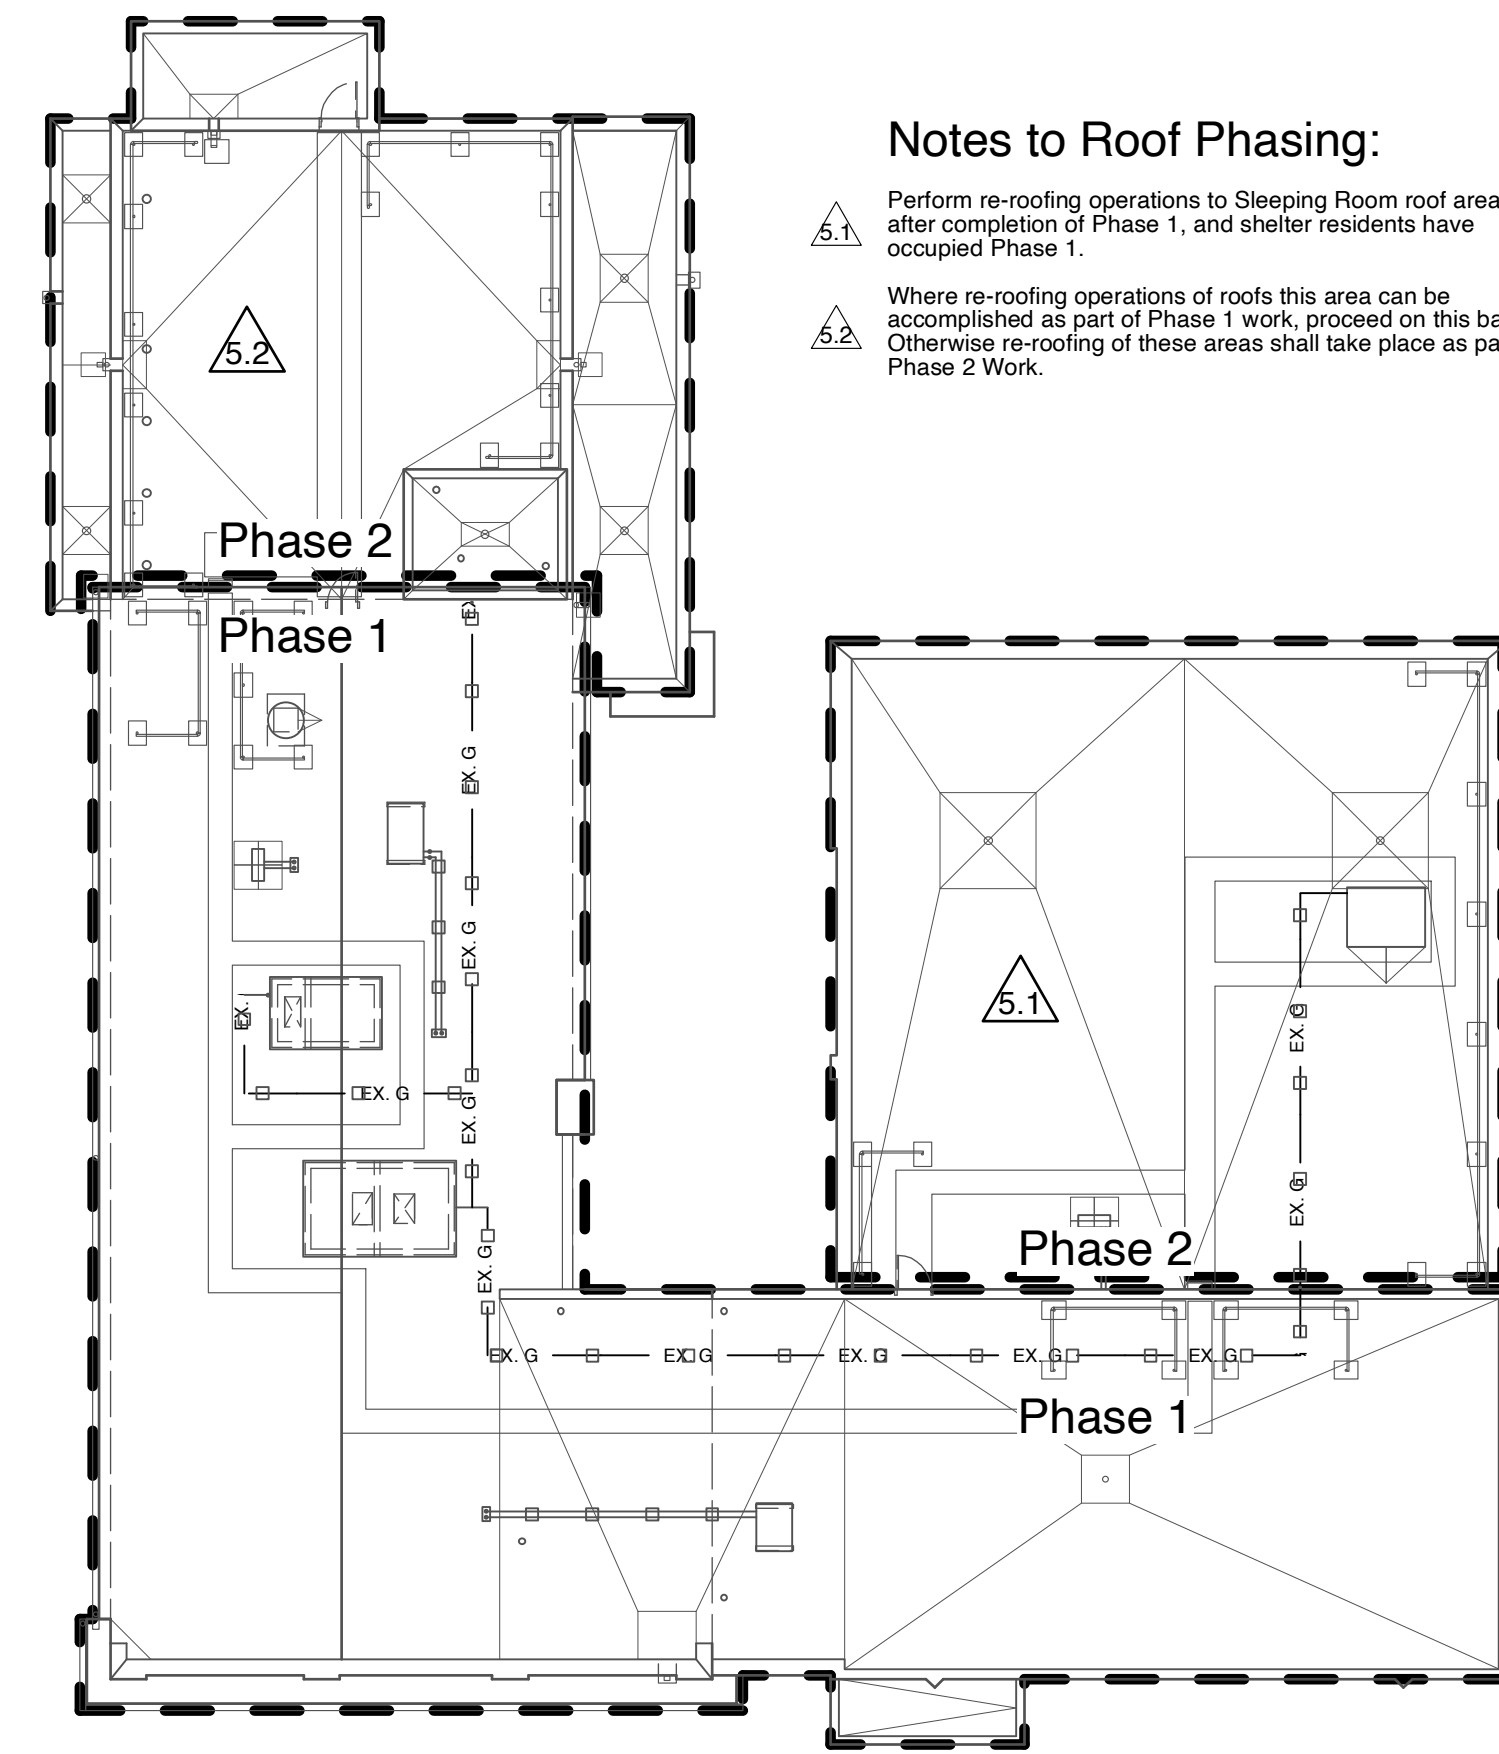 Notes to Roof Phasing:
5.1
Perform re-roofing operations to Sleeping Room roof area
after completion of Phase 1, and shelter residents have
occupied Phase 1.
5.2
Where re-roofing operations of roofs this area can be
accomplished as part of Phase 1 work, proceed on this ba
Otherwise re-roofing of these areas shall take place as pa
Phase 2 Work.
5.2
Phase 2
Phase 1
EX. G
EX. G
EX.
EX. G
EX. G
EX. G
5.1
EX. G
EX. G
Phase 2
EX. G
EX. G
EX. G
EX. G
EX. G
Phase 1